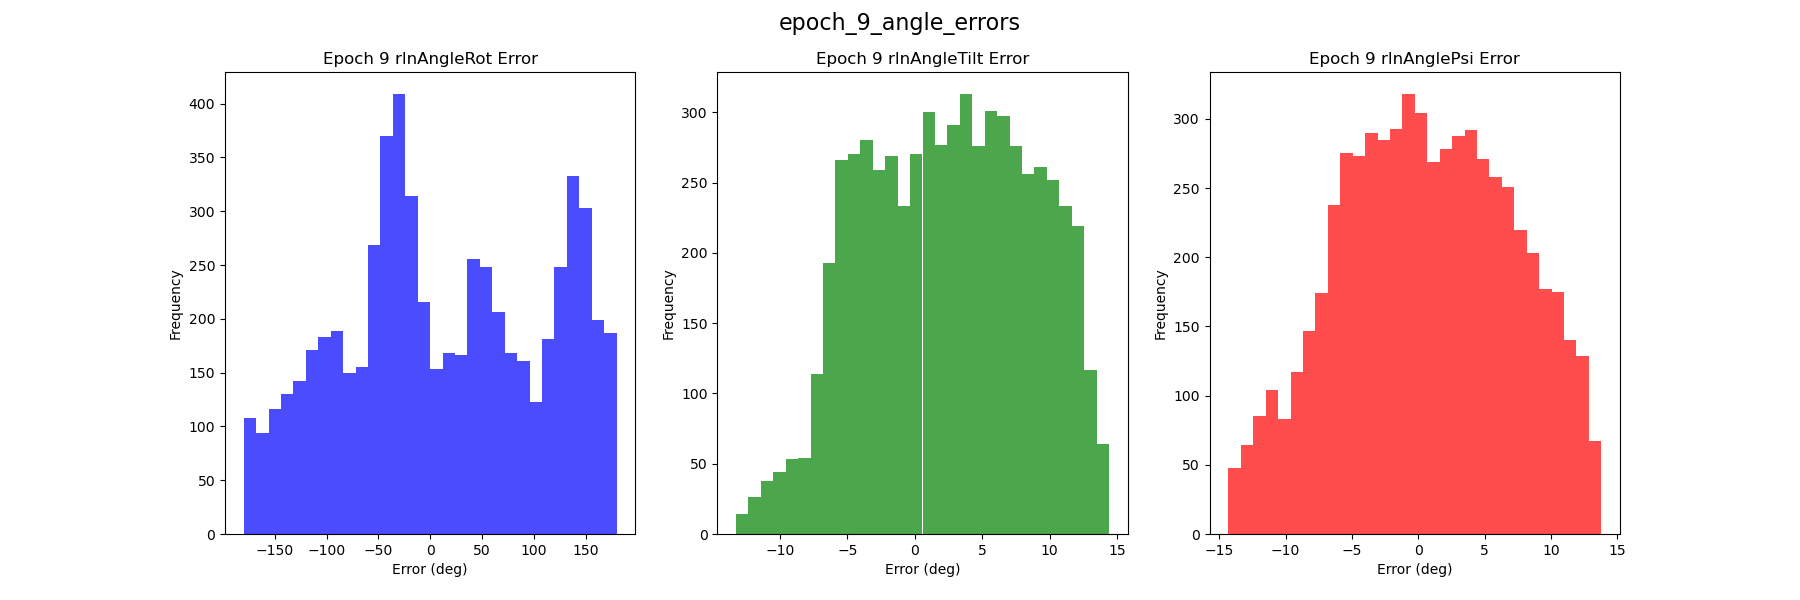 epoch_9_angle_errors
Epoch 9 rlnAngleRot Error
Frequency
400
350
300
250
200
150
100
50
0
−150 −100 −50 0 50 100 150
Error (deg)
Epoch 9 rlnAngleTilt Error
Frequency
300
250
200
150
100
50
0
−10 −5 0 5 10 15
Error (deg)
Epoch 9 rlnAnglePsi Error
Frequency
300
250
200
150
100
50
0
−15 −10 −5 0 5 10 15
Error (deg)